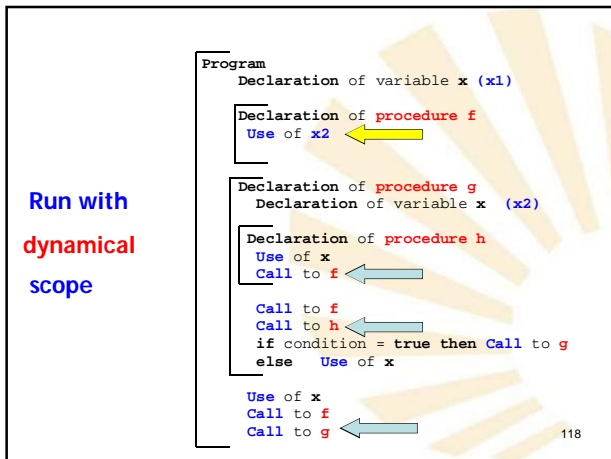 Program
Declaration of variable x (x1)
Declaration of procedure f
Use of x2
Run with
dynamical
scope
Declaration of procedure g
Declaration of variable x (x2)
Declaration of procedure h
Use of x
Call to f
Call to f
Call to h
if condition = true then Call to g
else Use of x
Use of x
Call to f
Call to g
118